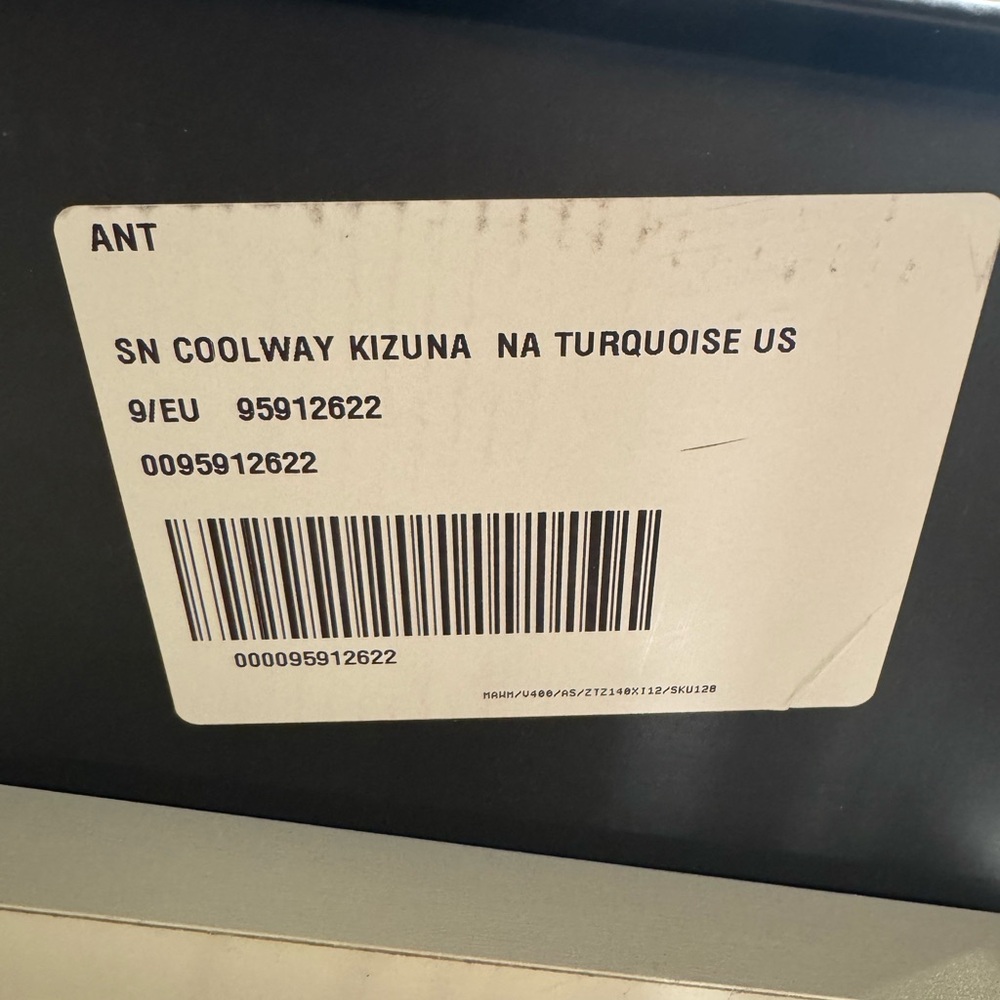 ANT
SN COOLWAY KIZUNA NA TURQUOISE US
9/EU 95912622
0095912622
000095912622
MAWM/V400/AS/ZTZ140XI12/SKU128